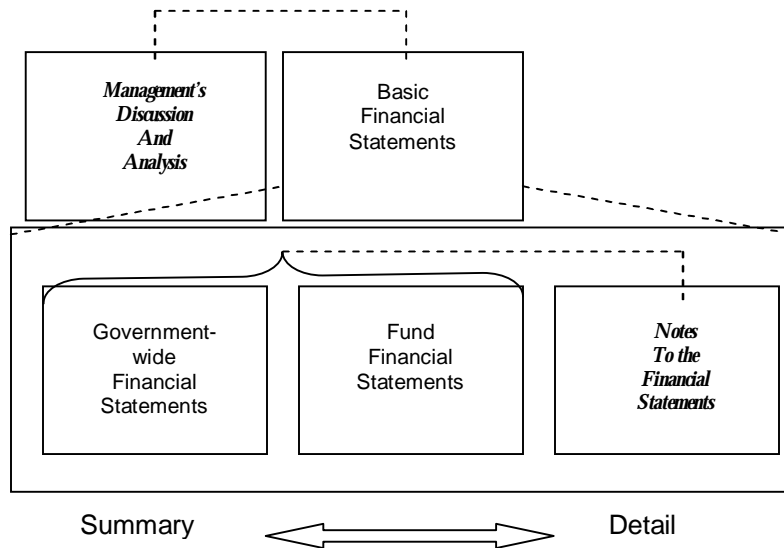 Management's
Discussion
And
Analysis
Basic
Financial
Statements
Government-
wide
Financial
Statements
Fund
Financial
Statements
Notes
To the
Financial
Statements
Summary
Detail